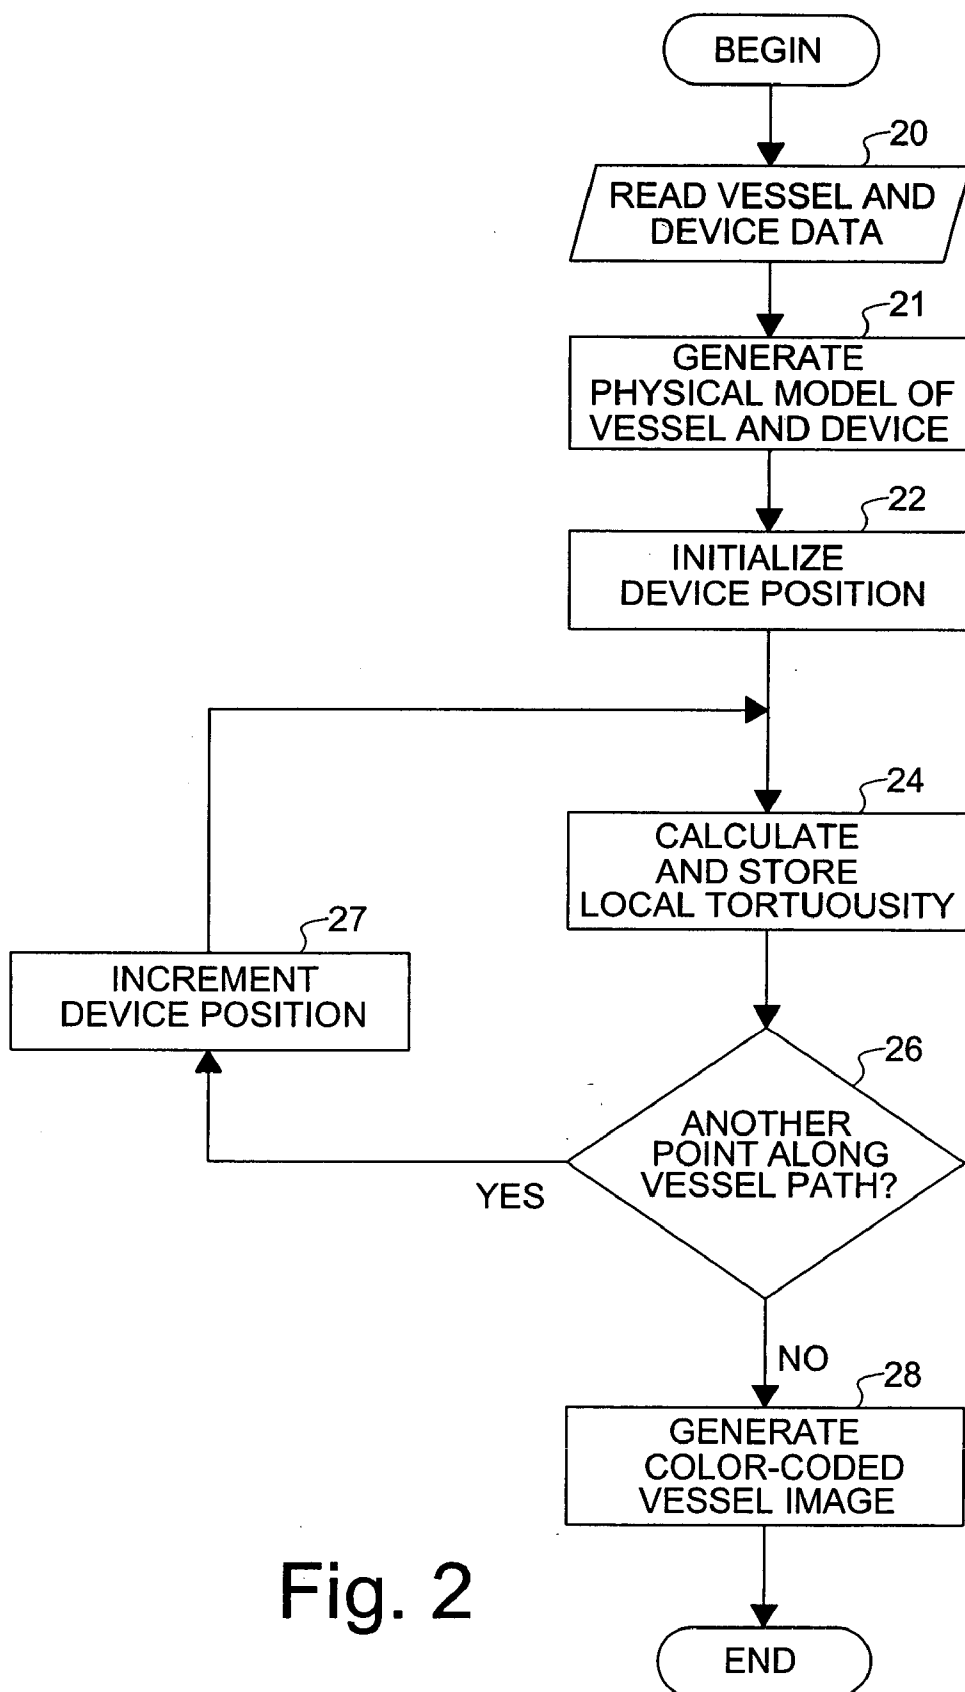 BEGIN
20
READ VESSEL AND
DEVICE DATA
21
GENERATE
PHYSICAL MODEL OF
VESSEL AND DEVICE
22
INITIALIZE
DEVICE POSITION
24
CALCULATE
AND STORE
LOCAL TORTUOUSITY
27
INCREMENT
DEVICE POSITION
26
ANOTHER
POINT ALONG
VESSEL PATH?
YES
NO
28
GENERATE
COLOR-CODED
VESSEL IMAGE
Fig. 2
END